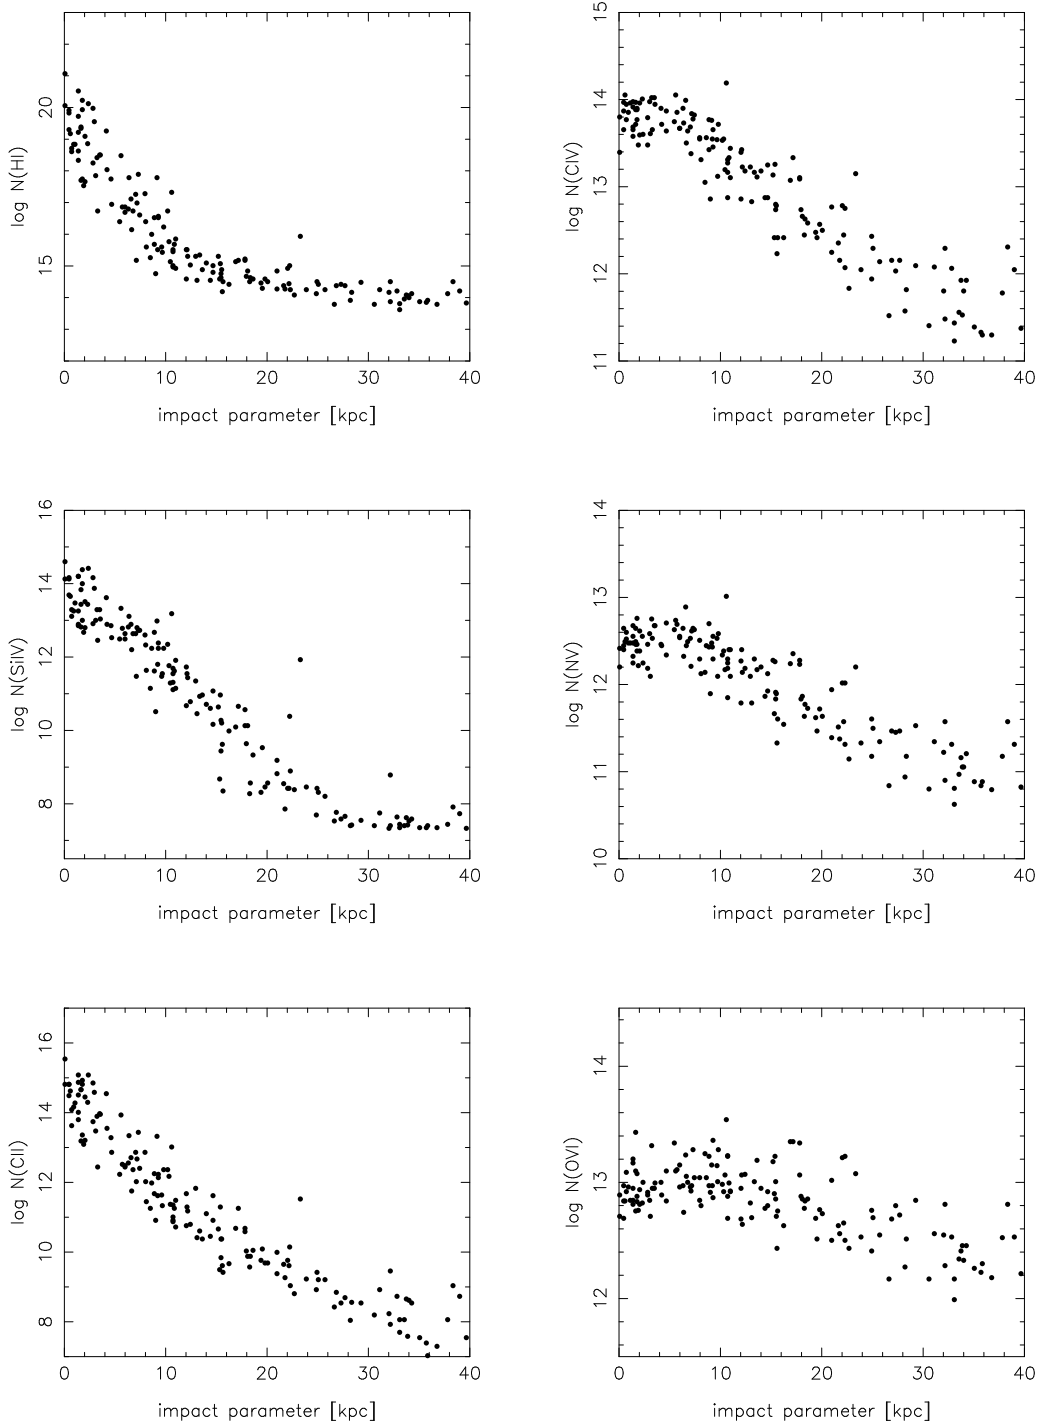 log N(HI)
20
15
0 10 20 30 40
impact parameter [kpc]
log N(CIV)
15
14
13
12
11
0 10 20 30 40
impact parameter [kpc]
log N(SiIV)
16
14
12
10
8
0 10 20 30 40
impact parameter [kpc]
log N(NV)
14
13
12
11
10
0 10 20 30 40
impact parameter [kpc]
log N(CII)
16
14
12
10
8
0 10 20 30 40
impact parameter [kpc]
log N(OVI)
14
13
12
0 10 20 30 40
impact parameter [kpc]